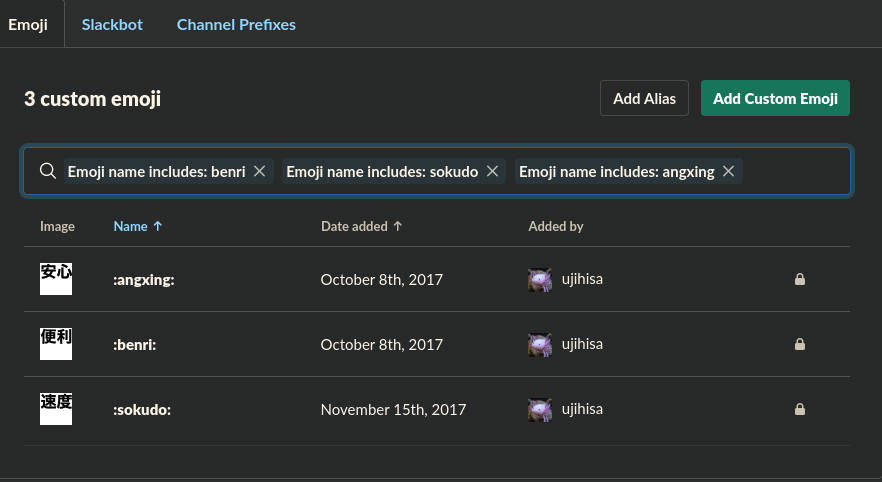 Emoji Slackbot Channel Prefixes
3 custom emoji Add Alias Add Custom Emoji
Emoji name includes: benri Emoji name includes: sokudo Emoji name includes: angxing
Image Name ↑ Date added ↑ Added by
安心 :angxing: October 8th, 2017 ujihisa
便利 :benri: October 8th, 2017 ujihisa
速度 :sokudo: November 15th, 2017 ujihisa